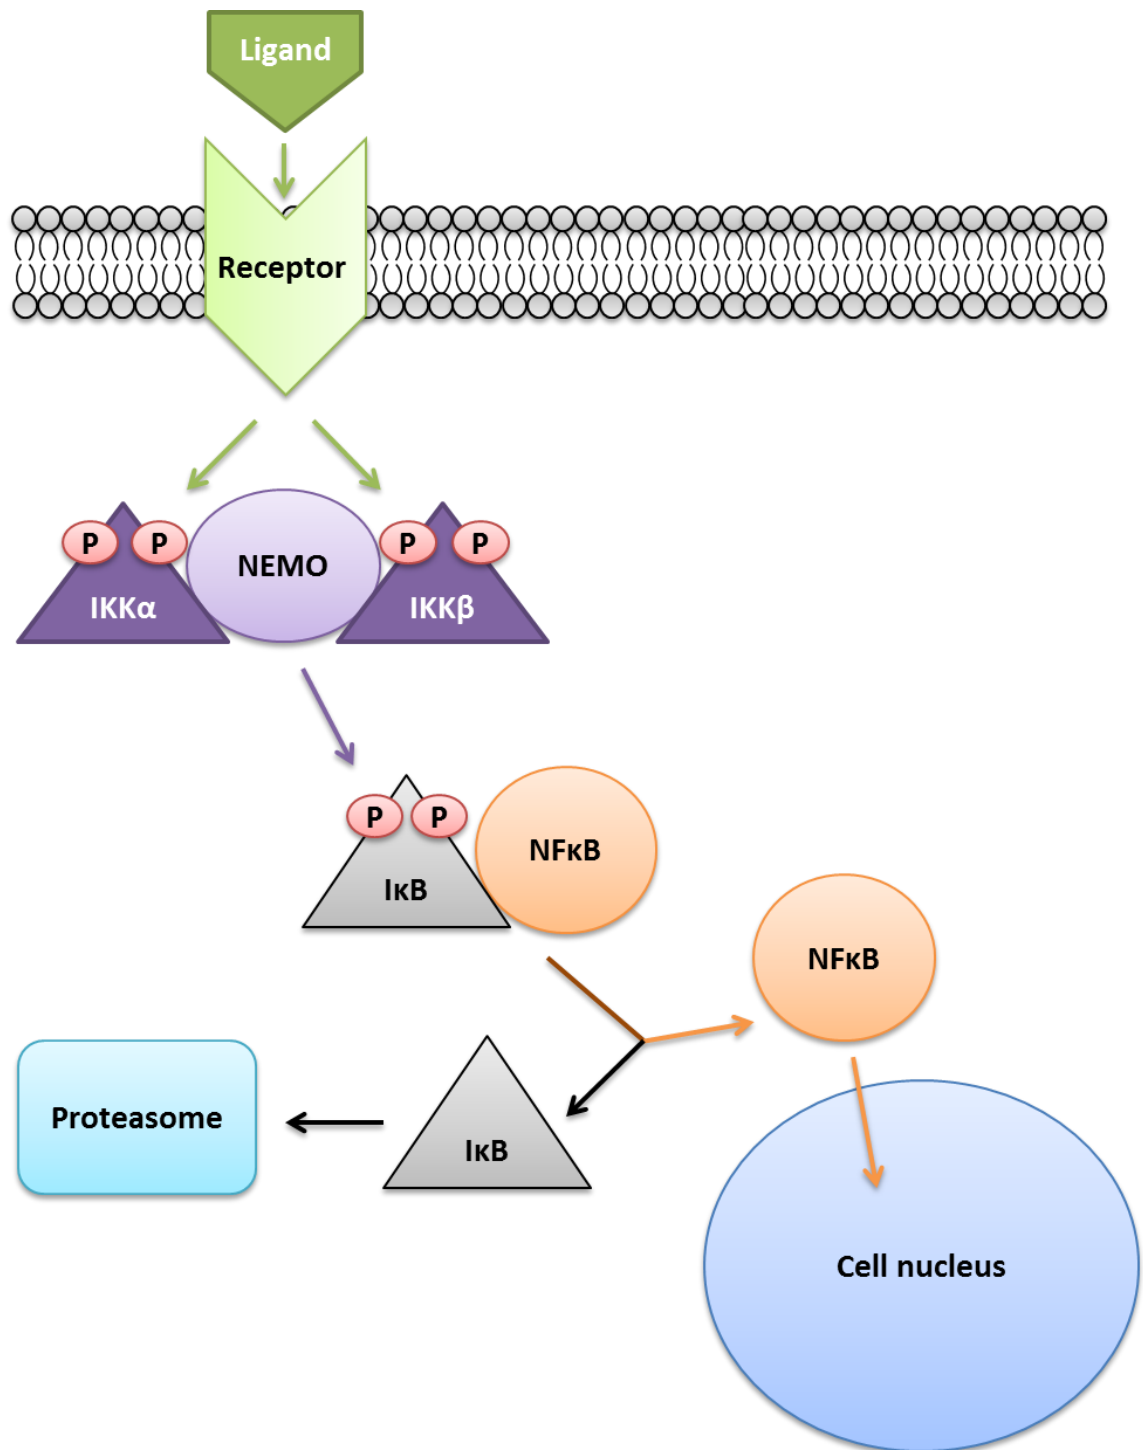 Ligand
Receptor
P P P P
NEMO
IKKα IKKβ
P P
NFκB
IκB
NFκB
Proteasome
IκB
Cell nucleus